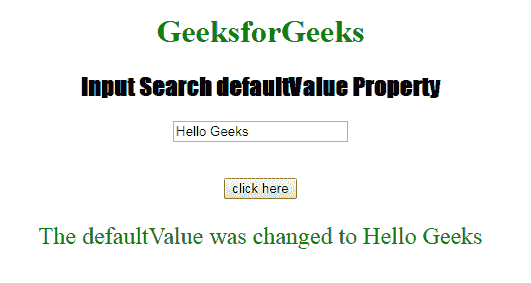 GeeksforGeeks
Input Search defaultValue Property
Hello Geeks
click here
The defaultValue was changed to Hello Geeks